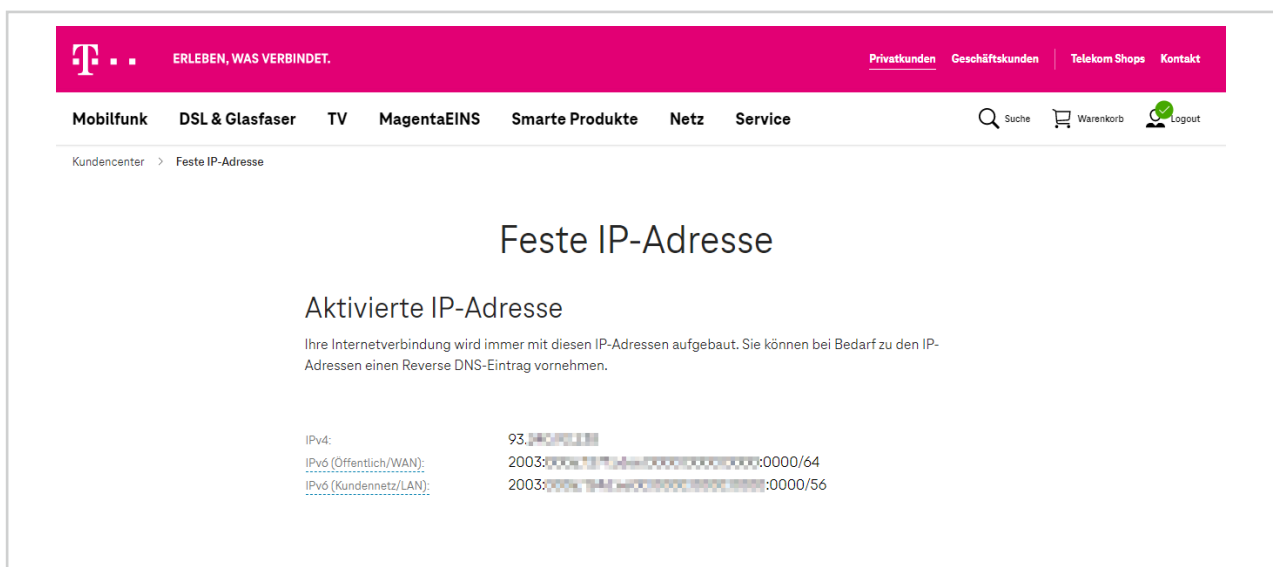 T
ERLEBEN, WAS VERBINDET.
Privatkunden Geschäftskunden Telekom Shops Kontakt
Mobilfunk DSL & Glasfaser TV MagentaEINS Smarte Produkte Netz Service Suche Warenkorb Logout
Kundencenter > Feste IP-Adresse
Feste IP-Adresse
Aktivierte IP-Adresse
Ihre Internetverbindung wird immer mit diesen IP-Adressen aufgebaut. Sie können bei Bedarf zu den IP-
Adressen einen Reverse DNS-Eintrag vornehmen.
IPv4: 93.
IPv6 (Öffentlich/WAN): 2003: :0000/64
IPv6 (Kundennetz/LAN): 2003: :0000/56